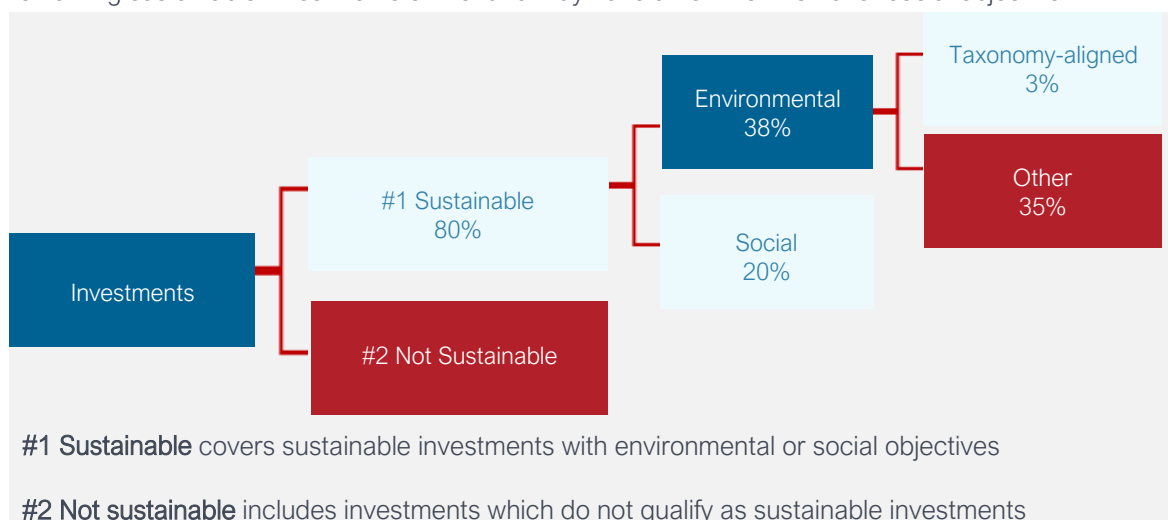 Taxonomy-aligned
3%
Environmental
38%
Other
35%
#1 Sustainable
80%
Social
20%
Investments
#2 Not Sustainable
#1 Sustainable covers sustainable investments with environmental or social objectives
#2 Not sustainable includes investments which do not qualify as sustainable investments